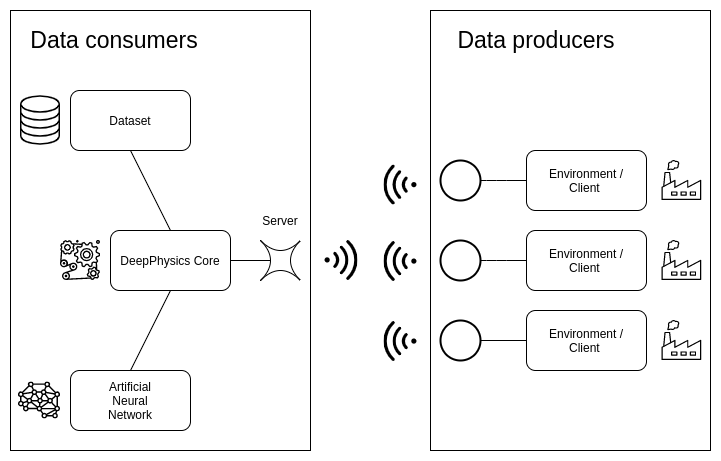 Data consumers
Dataset
Server
DeepPhysics Core
Artificial
Neural
Network
Data producers
Environment /
Client
Environment /
Client
Environment /
Client